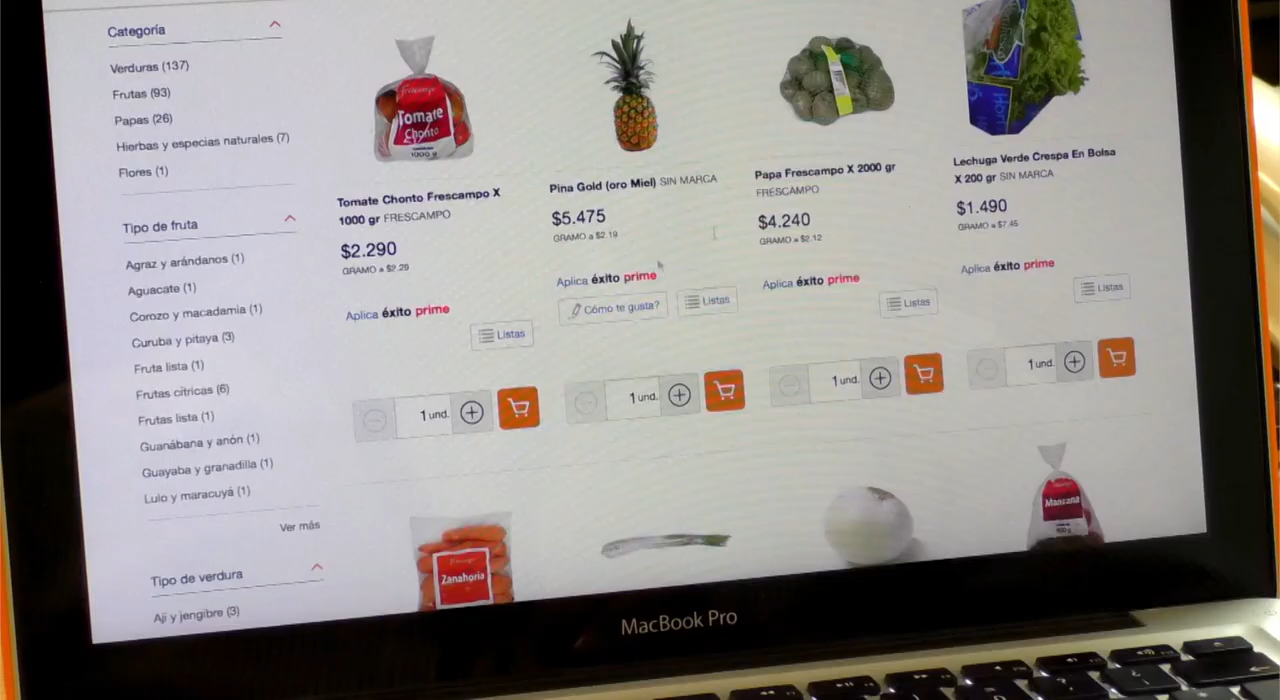 Categoría
Verduras (137)
Frutas (93)
Papas (26)
Hierbas y especies naturales (7)
Flores (1)
Tipo de fruta
Agraz y arándanos (1)
Aguacate (1)
Corozo y macadamia (1)
Curuba y pitaya (3)
Fruta lista (1)
Frutas cítricas (6)
Frutas lista (1)
Guanábana y anón (1)
Guayaba y granadilla (1)
Lulo y maracuyá (1)
Ver más
Tipo de verdura
Aji y jengibre (3)
Frescampo
Tomate
Chonto
1000 g
Tomate Chonto Frescampo X
1000 gr FRESCAMPO
$2.290
GRAMO a $2.29
Aplica éxito prime
Listas
1 und.
Pina Gold (oro Miel) SIN MARCA
$5.475
GRAMO a $2.19
Aplica éxito prime
Cómo te gusta?
Listas
1 und.
Papa Frescampo X 2000 gr
FRESCAMPO
$4.240
GRAMO a $2.12
Aplica éxito prime
Listas
1 und.
Lechuga Verde Crespa En Bolsa
X 200 gr SIN MARCA
$1.490
GRAMO a $7.45
Aplica éxito prime
Listas
1 und.
Zanahoria
Manzana
MacBook Pro